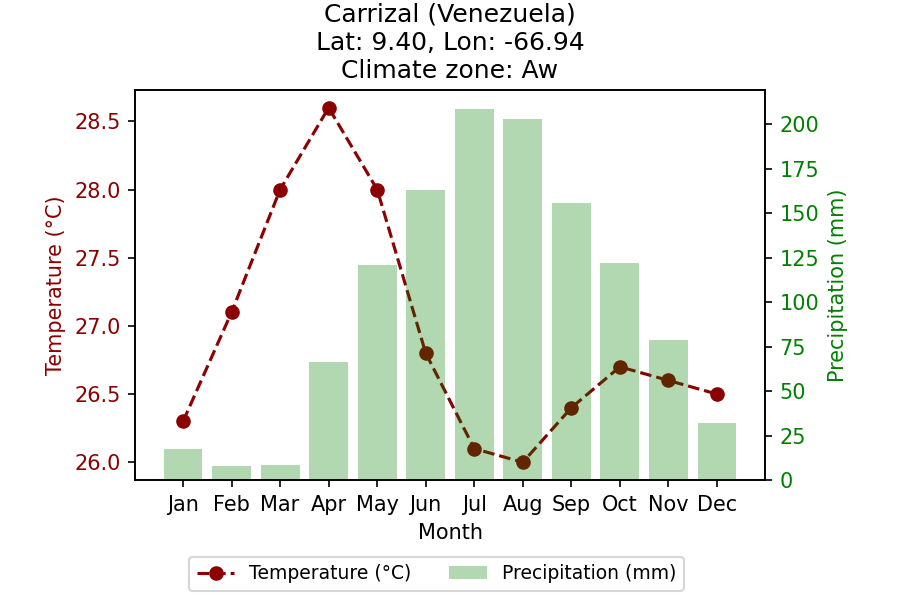 Carrizal (Venezuela)
Lat: 9.40, Lon: -66.94
Climate zone: Aw
Temperature (°C)
28.5
28.0
27.5
27.0
26.5
26.0
Precipitation (mm)
200
175
150
125
100
75
50
25
0
Jan Feb Mar Apr May Jun Jul Aug Sep Oct Nov Dec
Month
Temperature (°C) Precipitation (mm)